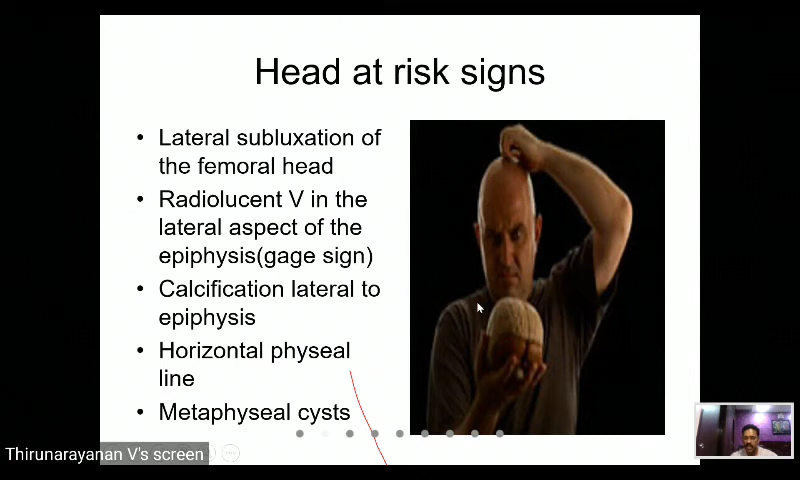 Head at risk signs
• Lateral subluxation of
the femoral head
• Radiolucent V in the
lateral aspect of the
epiphysis(gage sign)
• Calcification lateral to
epiphysis
• Horizontal physeal
line
• Metaphyseal cysts
Thirunarayanan V's screen